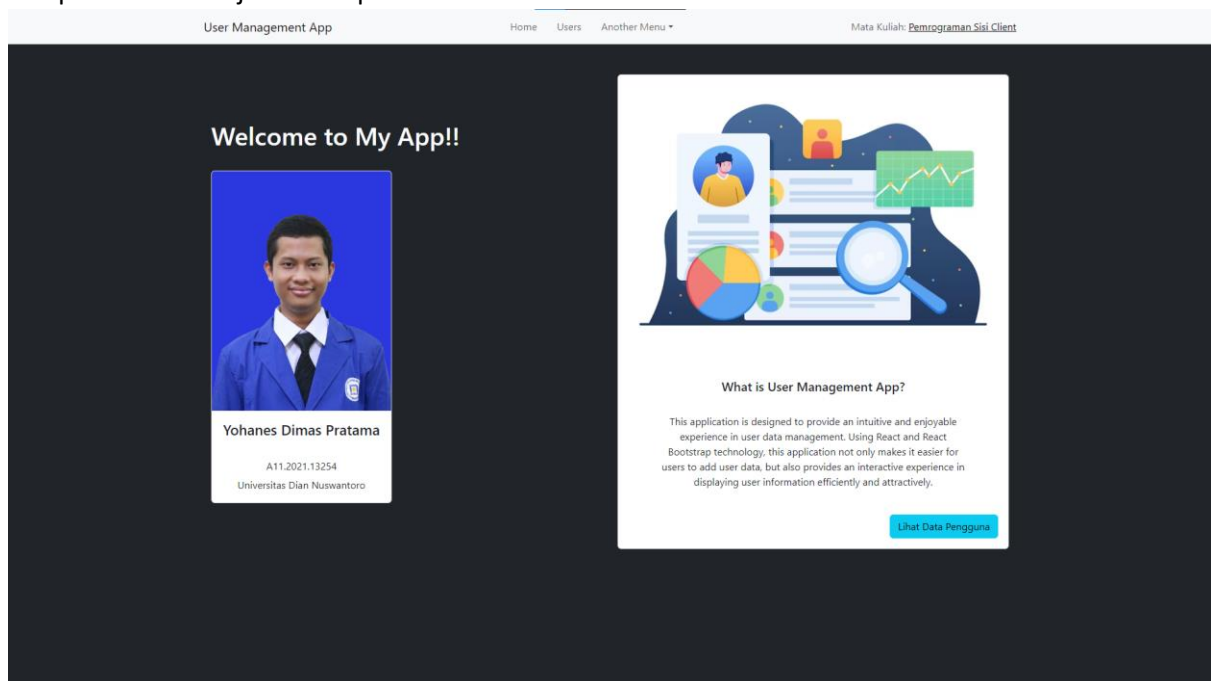 User Management App
Home Users Another Menu
Mata Kuliah: Pemrograman Sisi Client
Welcome to My App!!
Yohanes Dimas Pratama
A11.2021.13254
Universitas Dian Nuswantoro
What is User Management App?
This application is designed to provide an intuitive and enjoyable
experience in user data management. Using React and React
Bootstrap technology, this application not only makes it easier for
users to add user data, but also provides an interactive experience in
displaying user information efficiently and attractively.
Lihat Data Pengguna